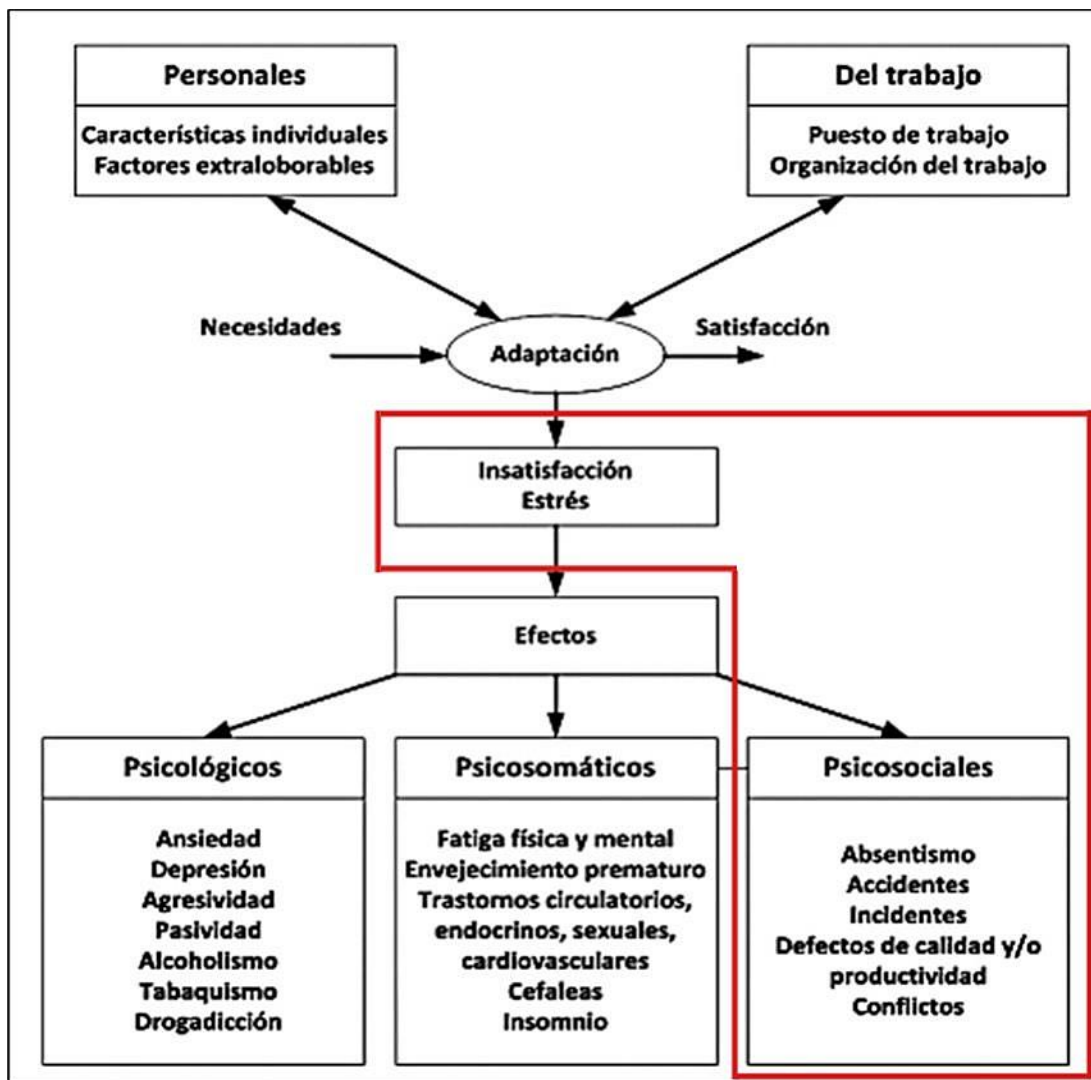 Personales
Características individuales
Factores extraloborables
Del trabajo
Puesto de trabajo
Organización del trabajo
Necesidades
Adaptación
Satisfacción
Insatisfacción
Estrés
Efectos
Psicológicos
Ansiedad
Depresión
Agresividad
Pasividad
Alcoholismo
Tabaquismo
Drogadicción
Psicosomáticos
Fatiga física y mental
Envejecimiento prematuro
Trastornos circulatorios,
endocrinos, sexuales,
cardiovasculares
Cefaleas
Insomnio
Psicosociales
Absentismo
Accidentes
Incidentes
Defectos de calidad y/o
productividad
Conflictos